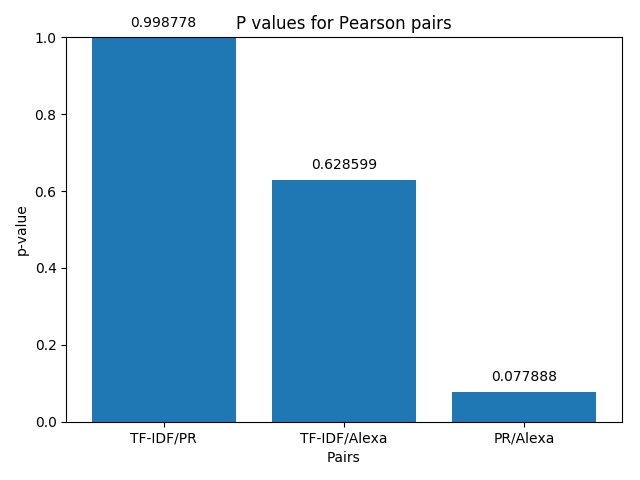 P values for Pearson pairs
0.998778
0.628599
0.077888
1.0
0.8
0.6
0.4
0.2
0.0
p-value
TF-IDF/PR
TF-IDF/Alexa
PR/Alexa
Pairs